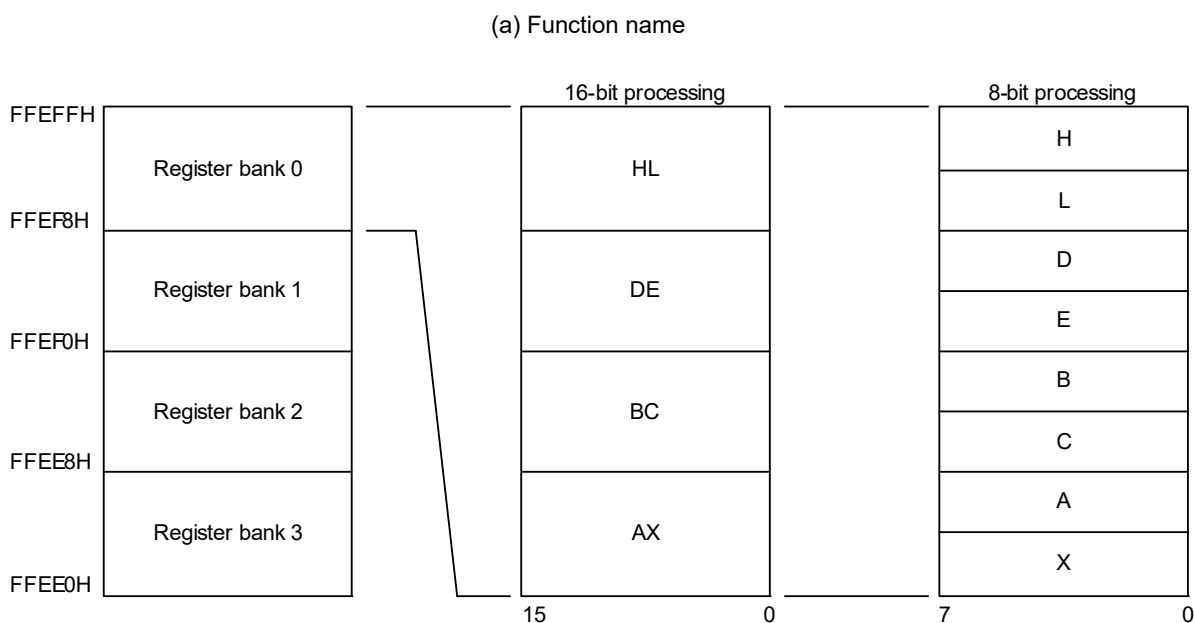 (a) Function name
16-bit processing
8-bit processing
FFEFFH
Register bank 0
HL
H
L
FFEF8H
Register bank 1
DE
D
E
FFEF0H
Register bank 2
BC
B
C
FFEE8H
Register bank 3
AX
A
X
FFEE0H
15 0
7 0